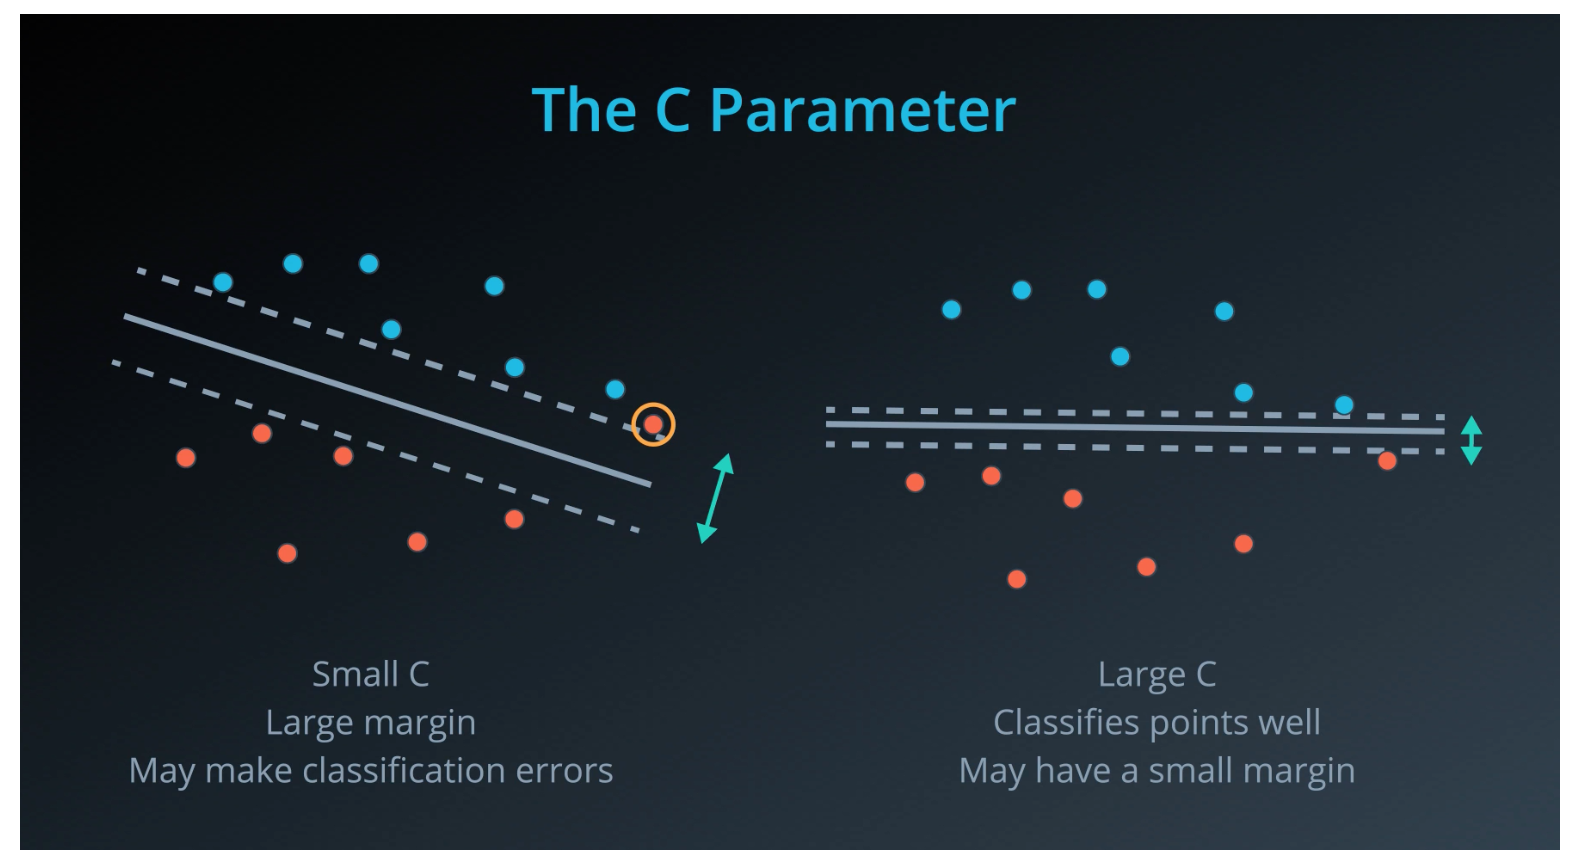 The C Parameter
Small C
Large margin
May make classification errors
Large C
Classifies points well
May have a small margin